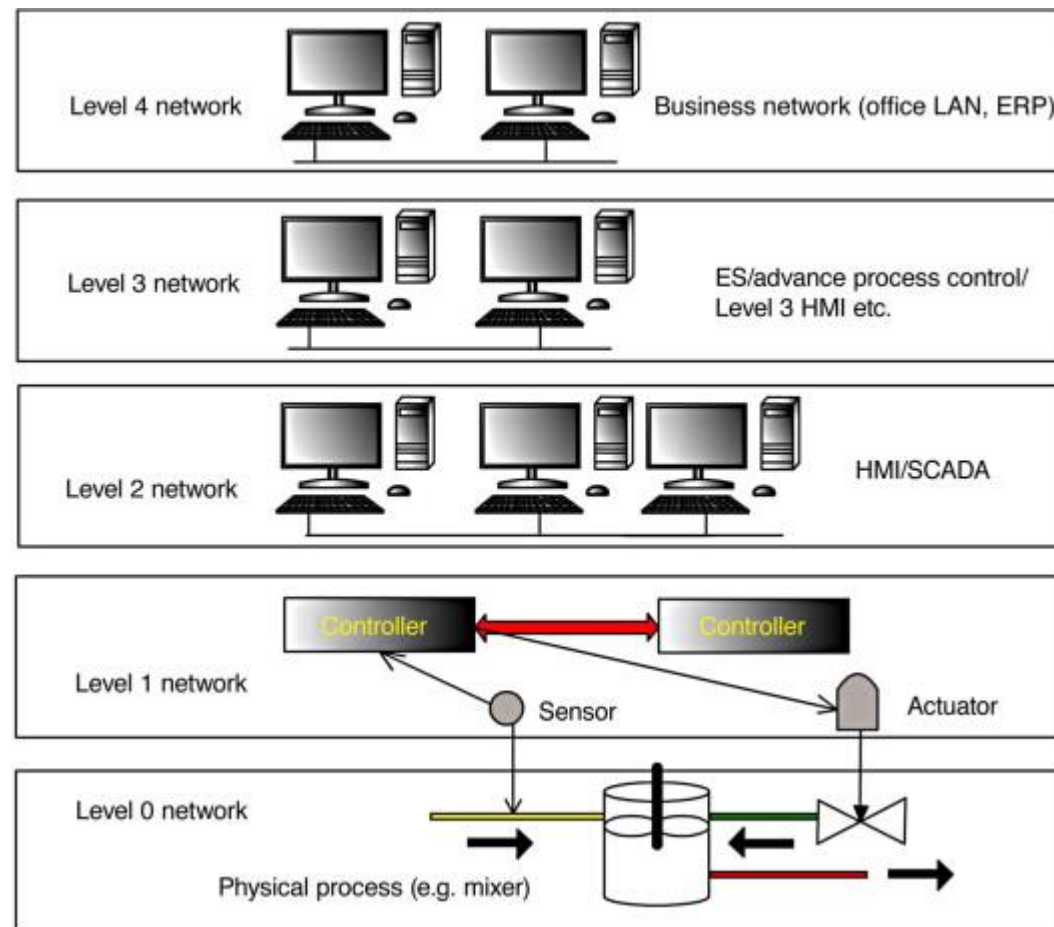 Level 4 network
Business network (office LAN, ERP)
Level 3 network
ES/advance process control/
Level 3 HMI etc.
Level 2 network
HMI/SCADA
Controller
Controller
Level 1 network
Sensor
Actuator
Level 0 network
Physical process (e.g. mixer)